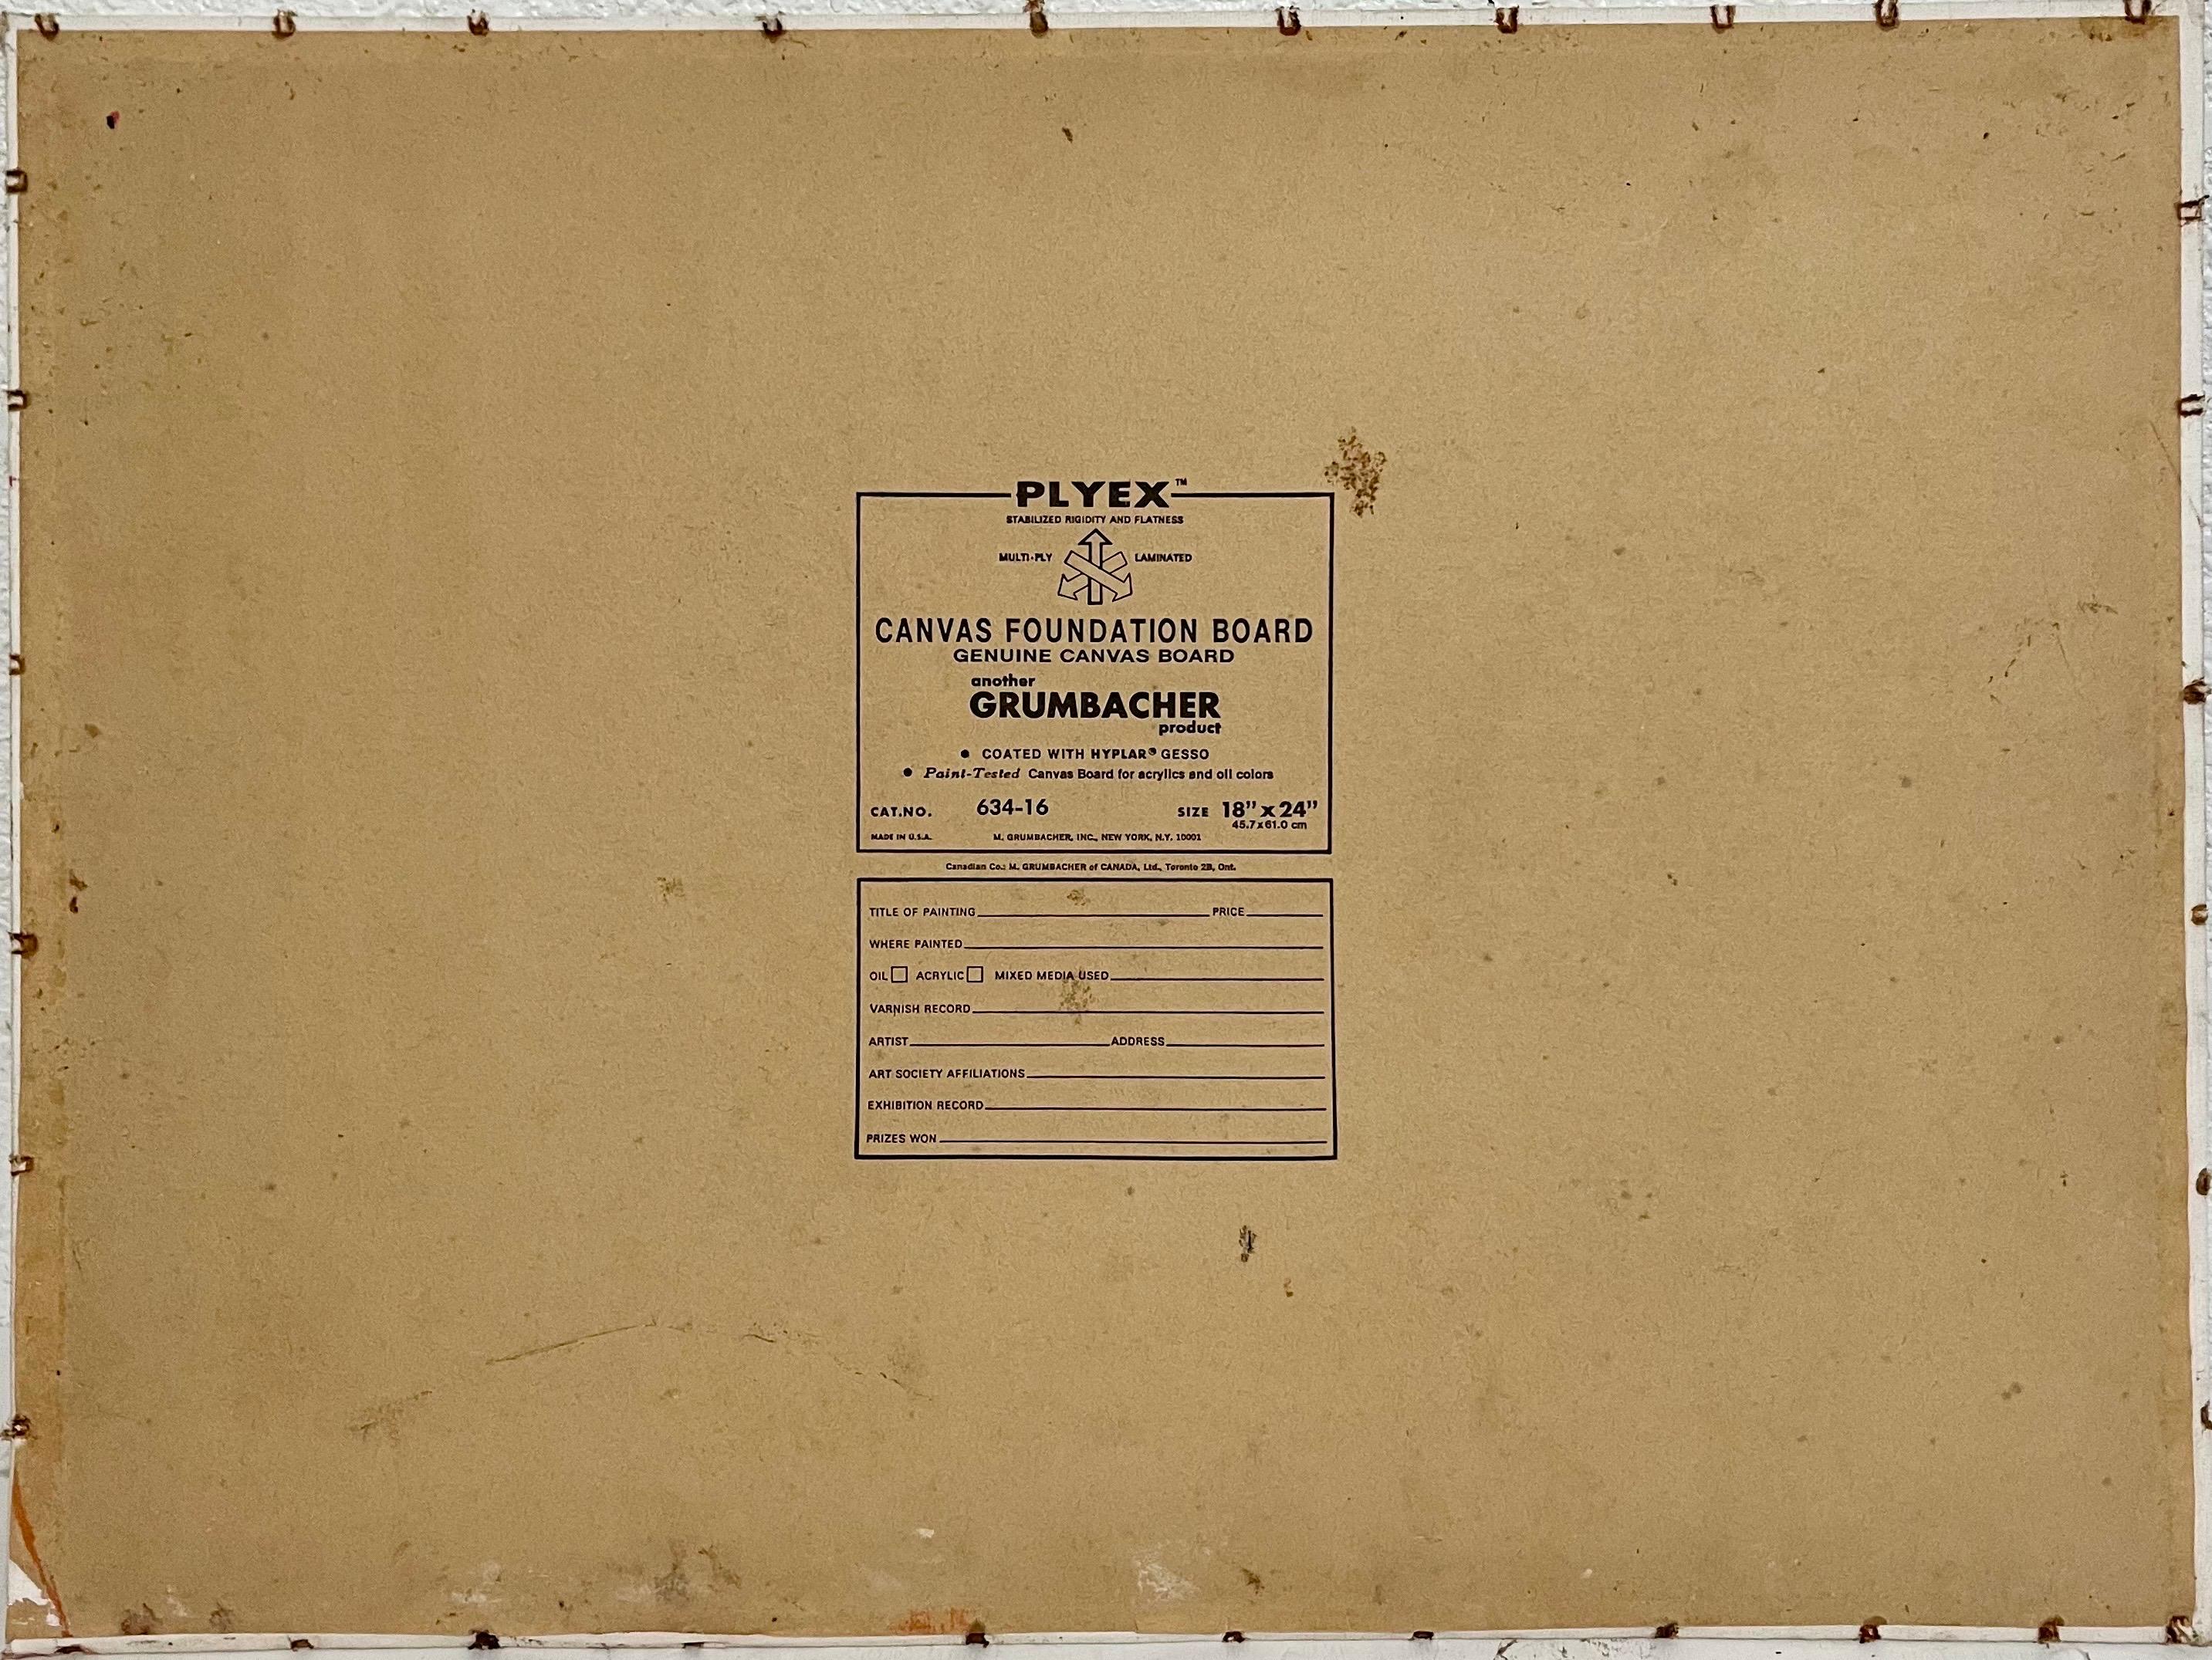 PLYEX™
STABILIZED RIGIDITY AND FLATNESS
MULTI-PLY LAMINATED
CANVAS FOUNDATION BOARD
GENUINE CANVAS BOARD
another
GRUMBACHER
product
• COATED WITH HYPLAR® GESSO
• Paint-Tested Canvas Board for acrylics and oil colors
CAT.NO. 634-16 SIZE 18" x 24"
45.7x61.0 cm
MADE IN U.S.A. M. GRUMBACHER, INC., NEW YORK, N.Y. 10001
Canadian Co.: M. GRUMBACHER of CANADA, Ltd., Toronto 2B, Ont.
TITLE OF PAINTING PRICE
WHERE PAINTED
OIL ACRYLIC MIXED MEDIA USED
VARNISH RECORD
ARTIST ADDRESS
ART SOCIETY AFFILIATIONS
EXHIBITION RECORD
PRIZES WON